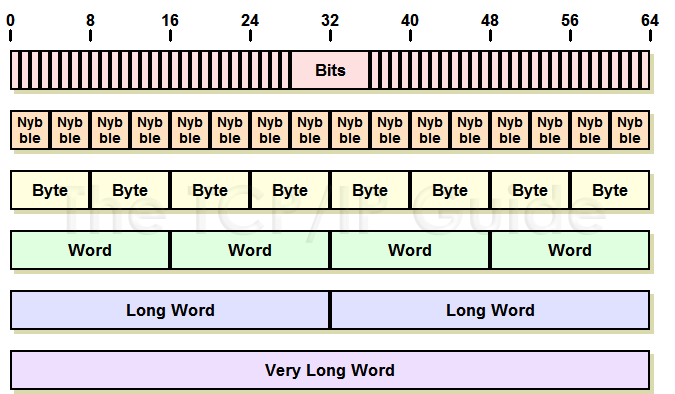 0 8 16 24 32 40 48 56 64
Bits
Nyb Nyb Nyb Nyb Nyb Nyb Nyb Nyb Nyb Nyb Nyb Nyb Nyb Nyb Nyb Nyb
ble ble ble ble ble ble ble ble ble ble ble ble ble ble ble ble
Byte Byte Byte Byte Byte Byte Byte Byte
The TCP/IP Guide
Word Word Word Word
Long Word Long Word
Very Long Word